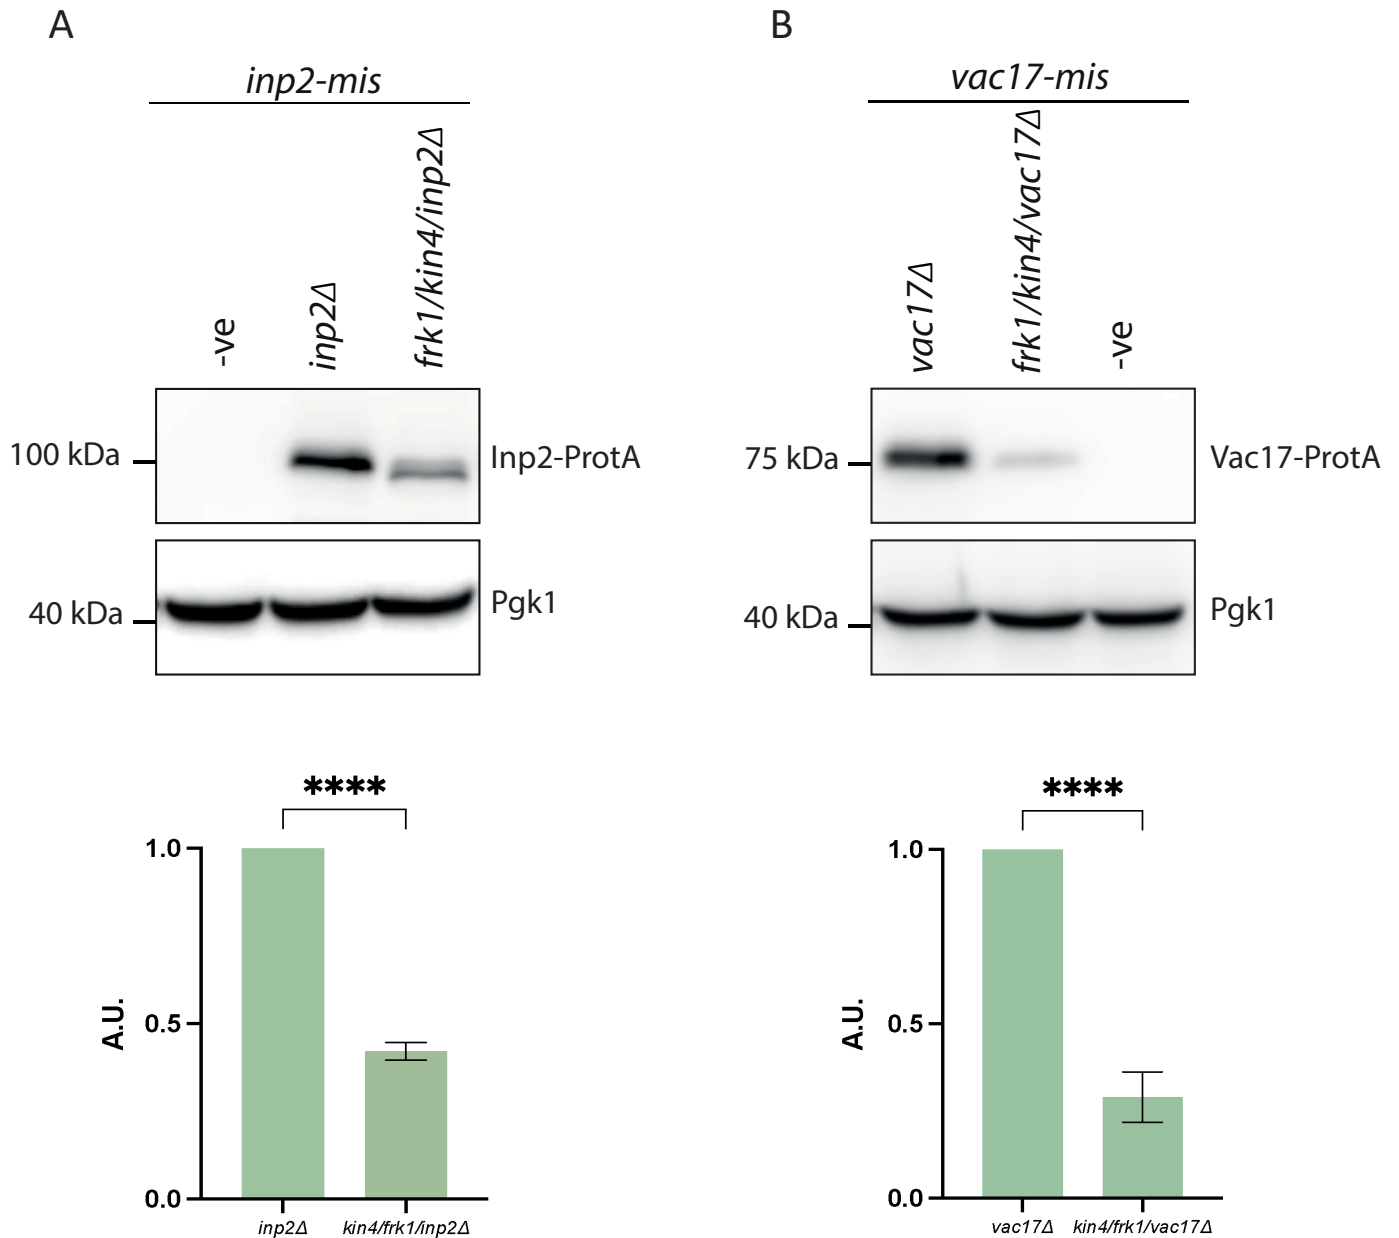 A
inp2-mis
-ve
inp2Δ
frk1/kin4/inp2Δ
100 kDa
Inp2-ProtA
40 kDa
Pgk1
****
1.0
0.5
0.0
A.U.
inp2Δ
kin4/frk1/inp2Δ
B
vac17-mis
vac17Δ
frk1/kin4/vac17Δ
-ve
75 kDa
Vac17-ProtA
40 kDa
Pgk1
****
1.0
0.5
0.0
A.U.
vac17Δ
kin4/frk1/vac17Δ